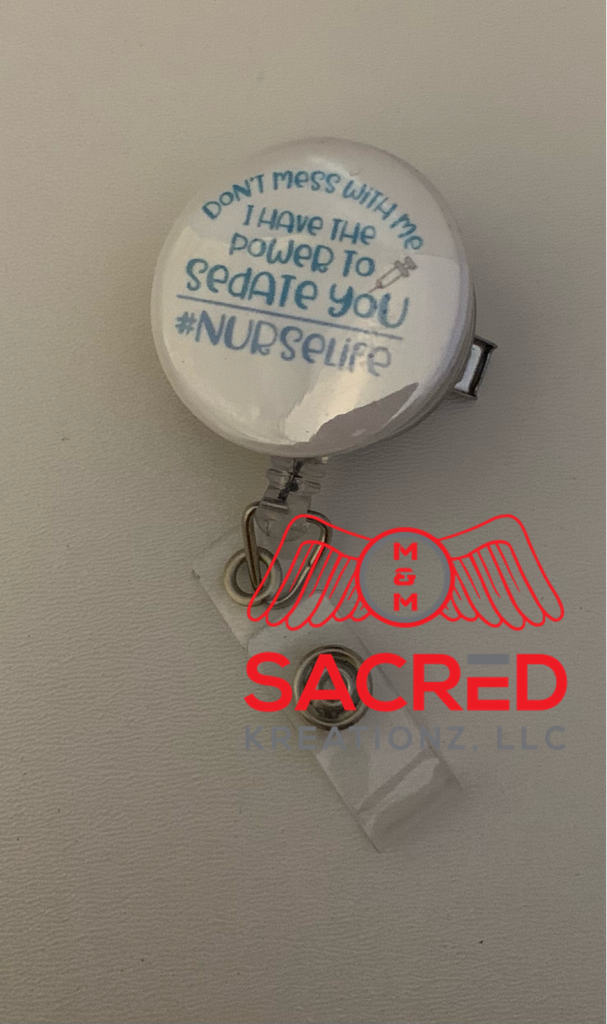 DON'T MESS WITH ME
I HAVE THE
POWER TO
SEDATE YOU
#NURSELIFE
M
&
M
SACRED
KREATIONZ, LLC